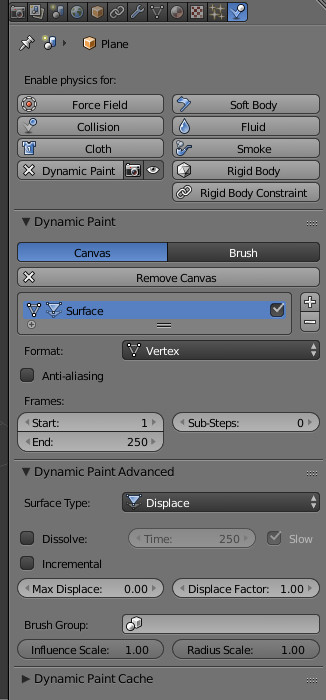 Plane
Enable physics for:
Force Field Soft Body
Collision Fluid
Cloth Smoke
Dynamic Paint Rigid Body
Rigid Body Constraint
Dynamic Paint
Canvas Brush
Remove Canvas
Surface
Format: Vertex
Anti-aliasing
Frames:
Start: 1 Sub-Steps: 0
End: 250
Dynamic Paint Advanced
Surface Type: Displace
Dissolve: Time: 250 Slow
Incremental
Max Displace: 0.00 Displace Factor: 1.00
Brush Group:
Influence Scale: 1.00 Radius Scale: 1.00
Dynamic Paint Cache